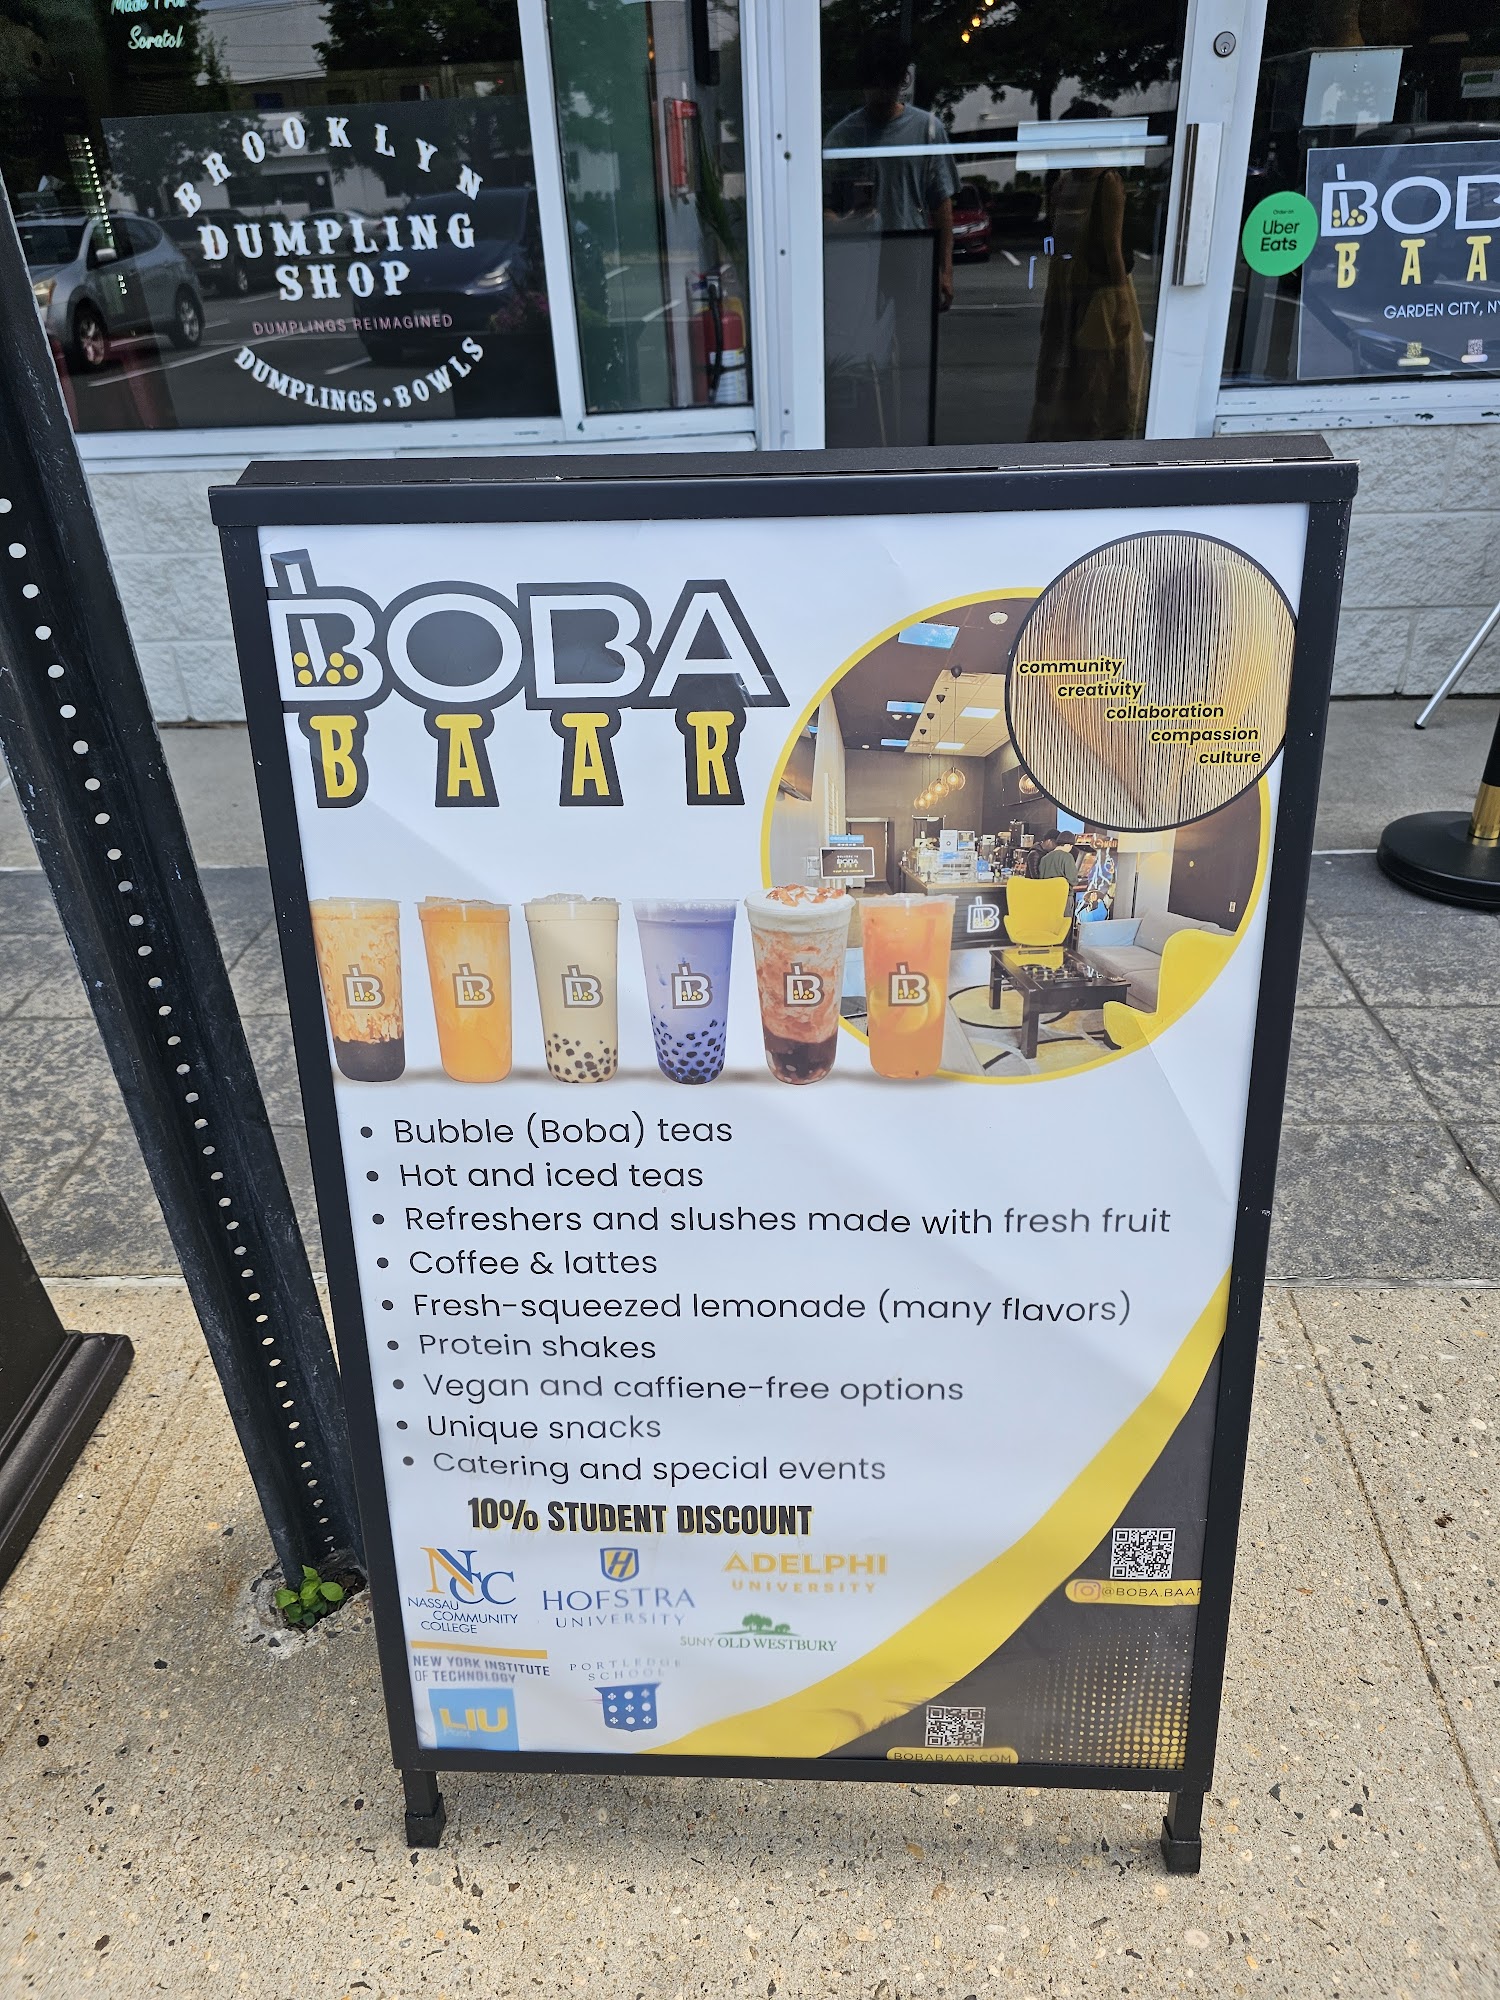 Scratch
BROOKLYN
DUMPLING
SHOP
DUMPLINGS REIMAGINED
DUMPLINGS • BOWLS
Order on
Uber
Eats
BOB
BAA
GARDEN CITY, NY
BOBA
BAAR
community
creativity
collaboration
compassion
culture
BOBA
B
B
B
B
B
B
B
• Bubble (Boba) teas
• Hot and iced teas
• Refreshers and slushes made with fresh fruit
• Coffee & lattes
• Fresh-squeezed lemonade (many flavors)
• Protein shakes
• Vegan and caffiene-free options
• Unique snacks
• Catering and special events
10% STUDENT DISCOUNT
NCC
NASSAU
COMMUNITY
COLLEGE
H
HOFSTRA
UNIVERSITY
ADELPHI
UNIVERSITY
SUNY OLD WESTBURY
NEW YORK INSTITUTE
OF TECHNOLOGY
PORTLEDGE
SCHOOL
LIU
@BOBA.BAAR
BOBABAAR.COM